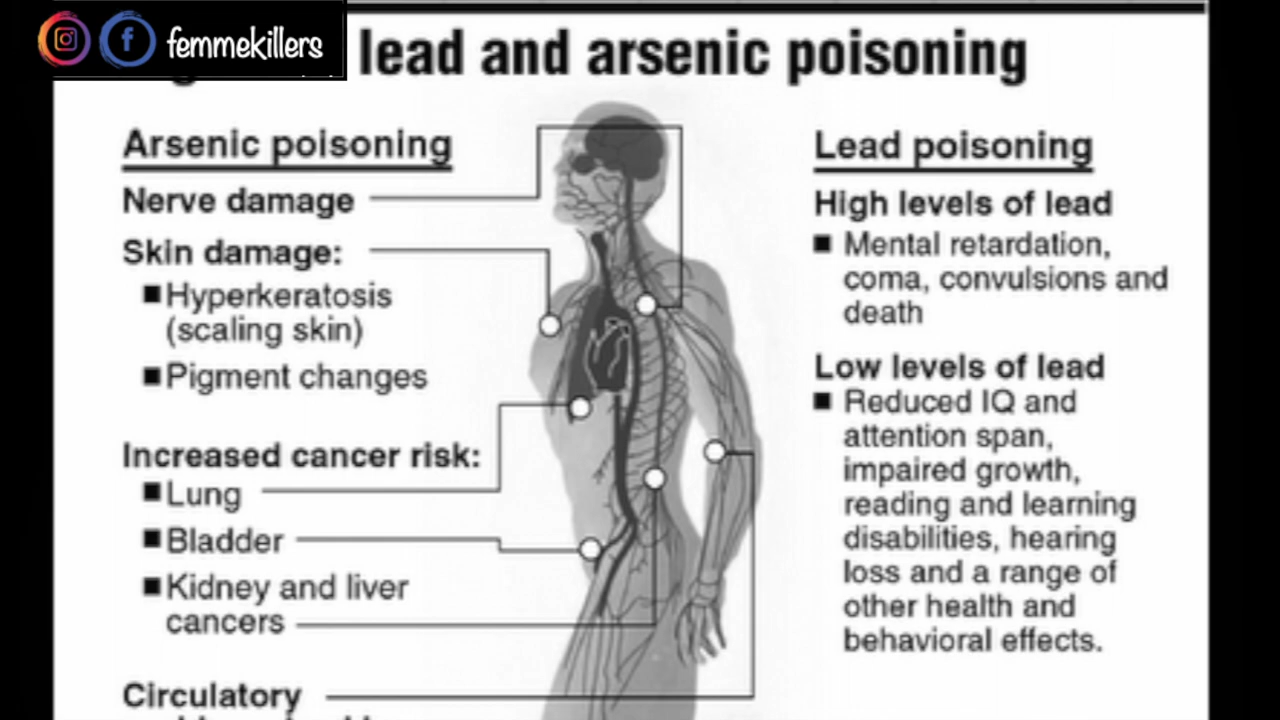 femmekillers
lead and arsenic poisoning
Arsenic poisoning
Nerve damage
Skin damage:
Hyperkeratosis
(scaling skin)
Pigment changes
Increased cancer risk:
Lung
Bladder
Kidney and liver
cancers
Circulatory
Lead poisoning
High levels of lead
Mental retardation,
coma, convulsions and
death
Low levels of lead
Reduced IQ and
attention span,
impaired growth,
reading and learning
disabilities, hearing
loss and a range of
other health and
behavioral effects.